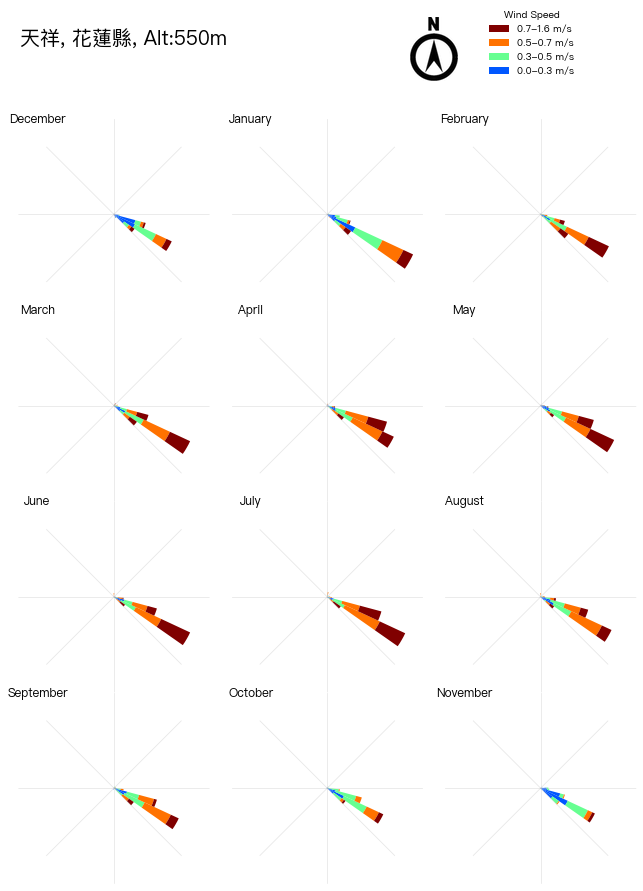 天祥, 花蓮縣, Alt:550m
N
Wind Speed
0.7–1.6 m/s
0.5–0.7 m/s
0.3–0.5 m/s
0.0–0.3 m/s
December
January
February
March
April
May
June
July
August
September
October
November